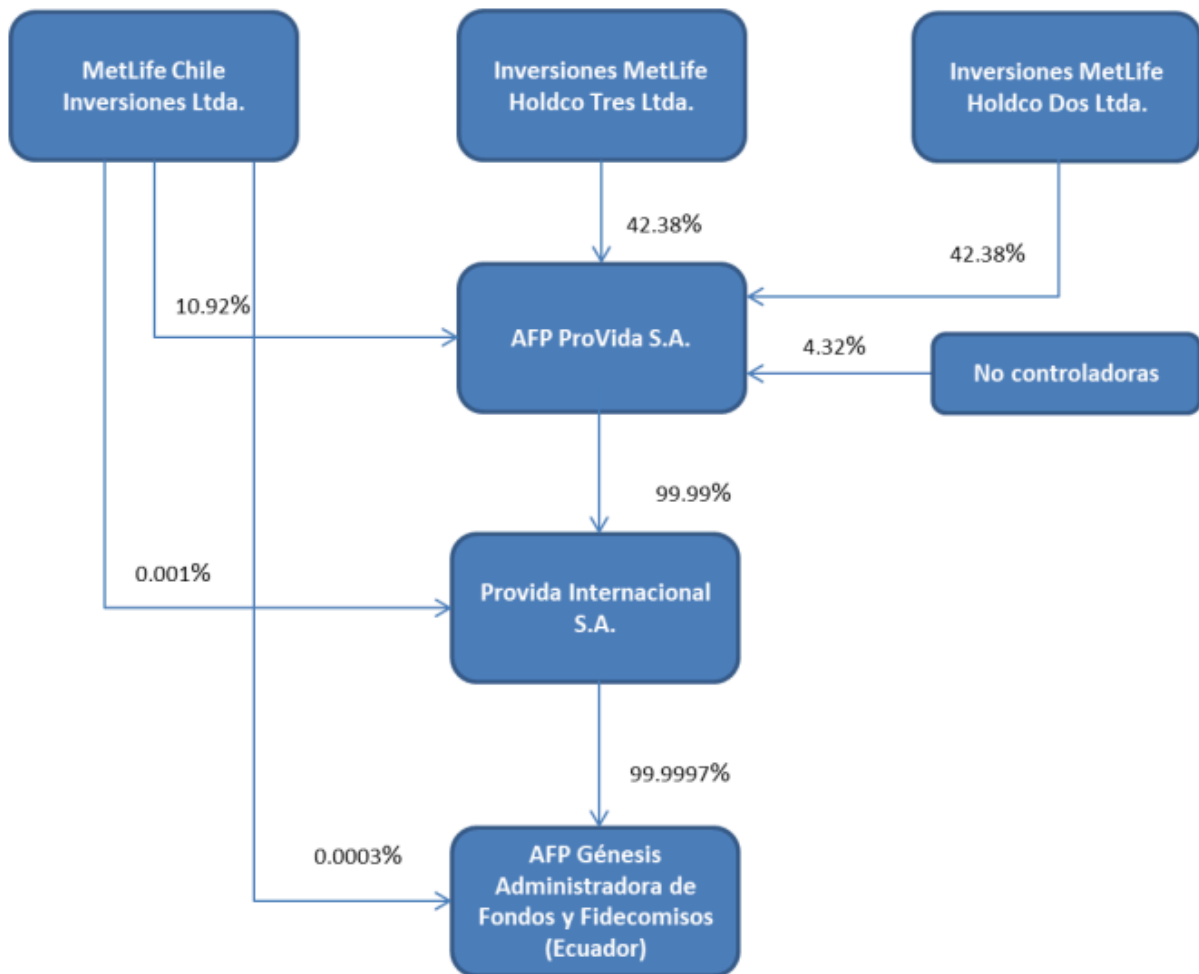 MetLife Chile
Inversiones Ltda.
Inversiones MetLife
Holdco Tres Ltda.
Inversiones MetLife
Holdco Dos Ltda.
42.38%
42.38%
10.92%
AFP ProVida S.A.
4.32%
No controladoras
99.99%
0.001%
Provida Internacional
S.A.
99.9997%
0.0003%
AFP Génesis
Administradora de
Fondos y Fidecomisos
(Ecuador)